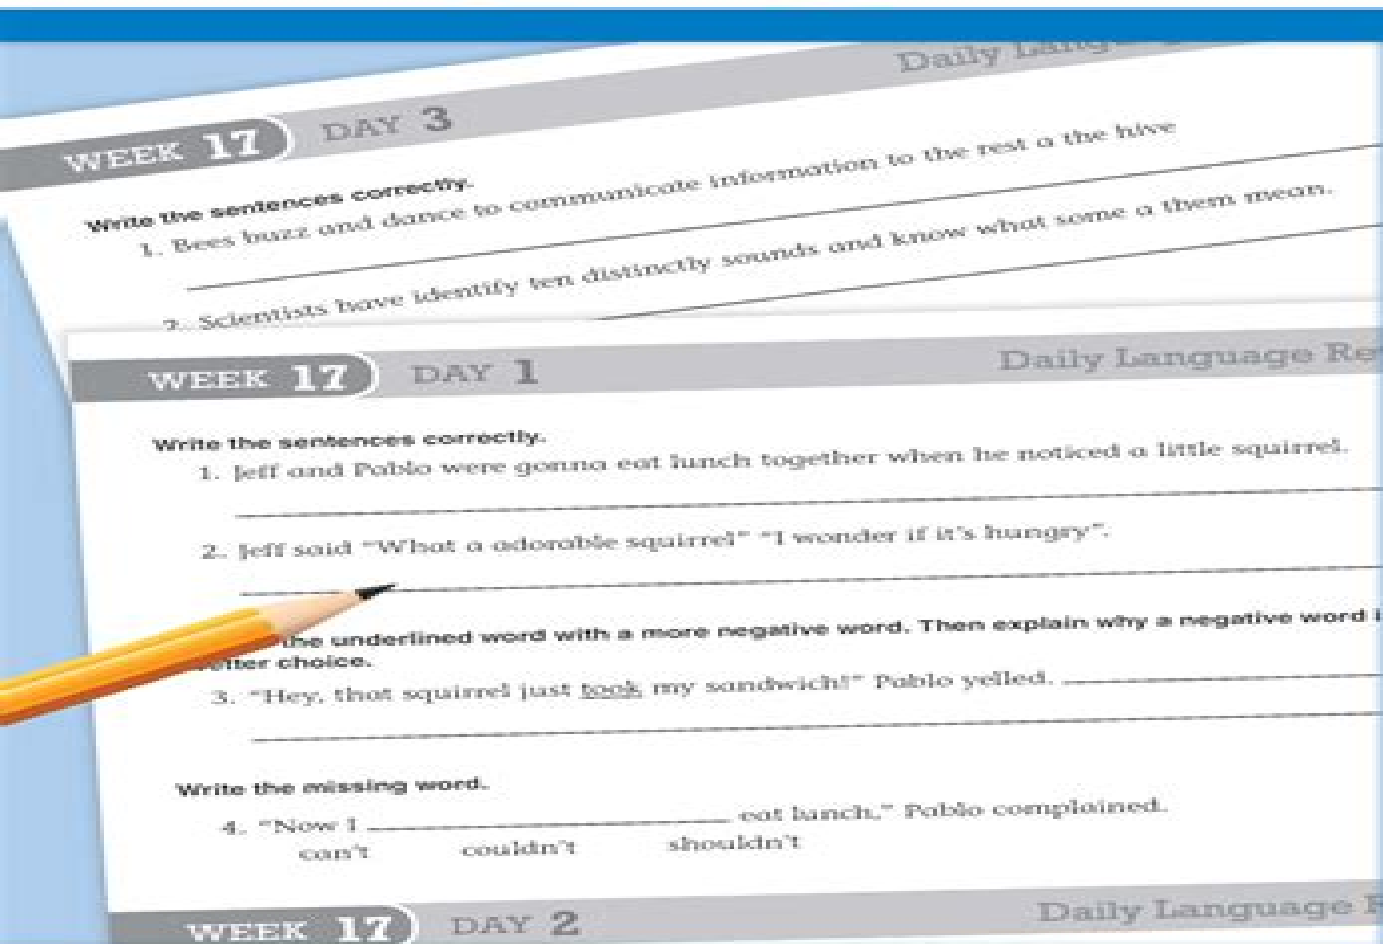 Daily Lang
WEEK 17 DAY 3
Write the sentences correctly.
1. Bees buzz and dance to communicate information to the rest a the hive
2. Scientists have identify ten distinctly sounds and know what some a them mean.
WEEK 17 DAY 1 Daily Language Re
Write the sentences correctly.
1. Jeff and Pablo were gonna eat lunch together when he noticed a little squirrel.
2. Jeff said “What a adorable squirrel” “I wonder if it’s hungry”.
the underlined word with a more negative word. Then explain why a negative word i
etter choice.
3. “Hey, that squirrel just took my sandwich!” Pablo yelled.
Write the missing word.
4. “Now I eat lunch,” Pablo complained.
can’t couldn’t shouldn’t
WEEK 17 DAY 2 Daily Language R